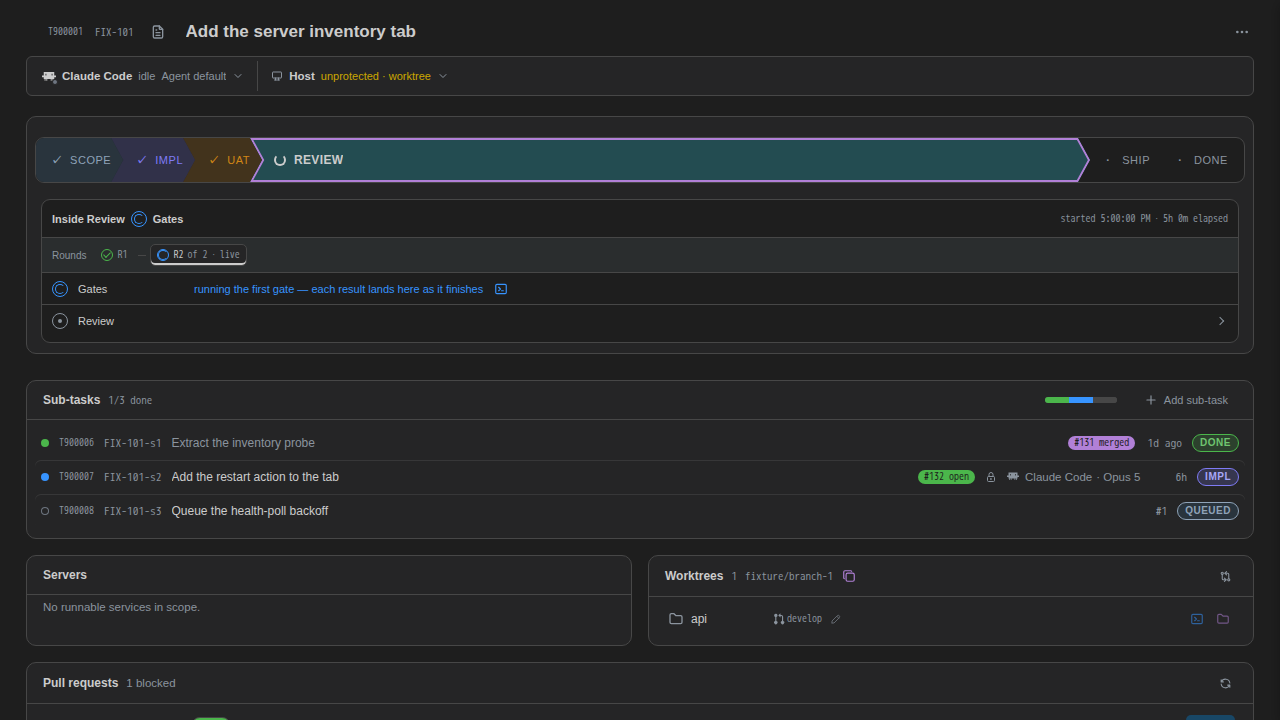 T900001 FIX-101 Add the server inventory tab
Claude Code idle Agent default Host unprotected · worktree
SCOPE IMPL UAT REVIEW SHIP DONE
Inside Review Gates started 5:00:00 PM · 5h 0m elapsed
Rounds R1 R2 of 2 · live
Gates running the first gate — each result lands here as it finishes
Review
Sub-tasks 1/3 done Add sub-task
T900006 FIX-101-s1 Extract the inventory probe #131 merged 1d ago DONE
T900007 FIX-101-s2 Add the restart action to the tab #132 open Claude Code · Opus 5 6h IMPL
T900008 FIX-101-s3 Queue the health-poll backoff #1 QUEUED
Servers
No runnable services in scope.
Worktrees 1 fixture/branch-1
api develop
Pull requests 1 blocked